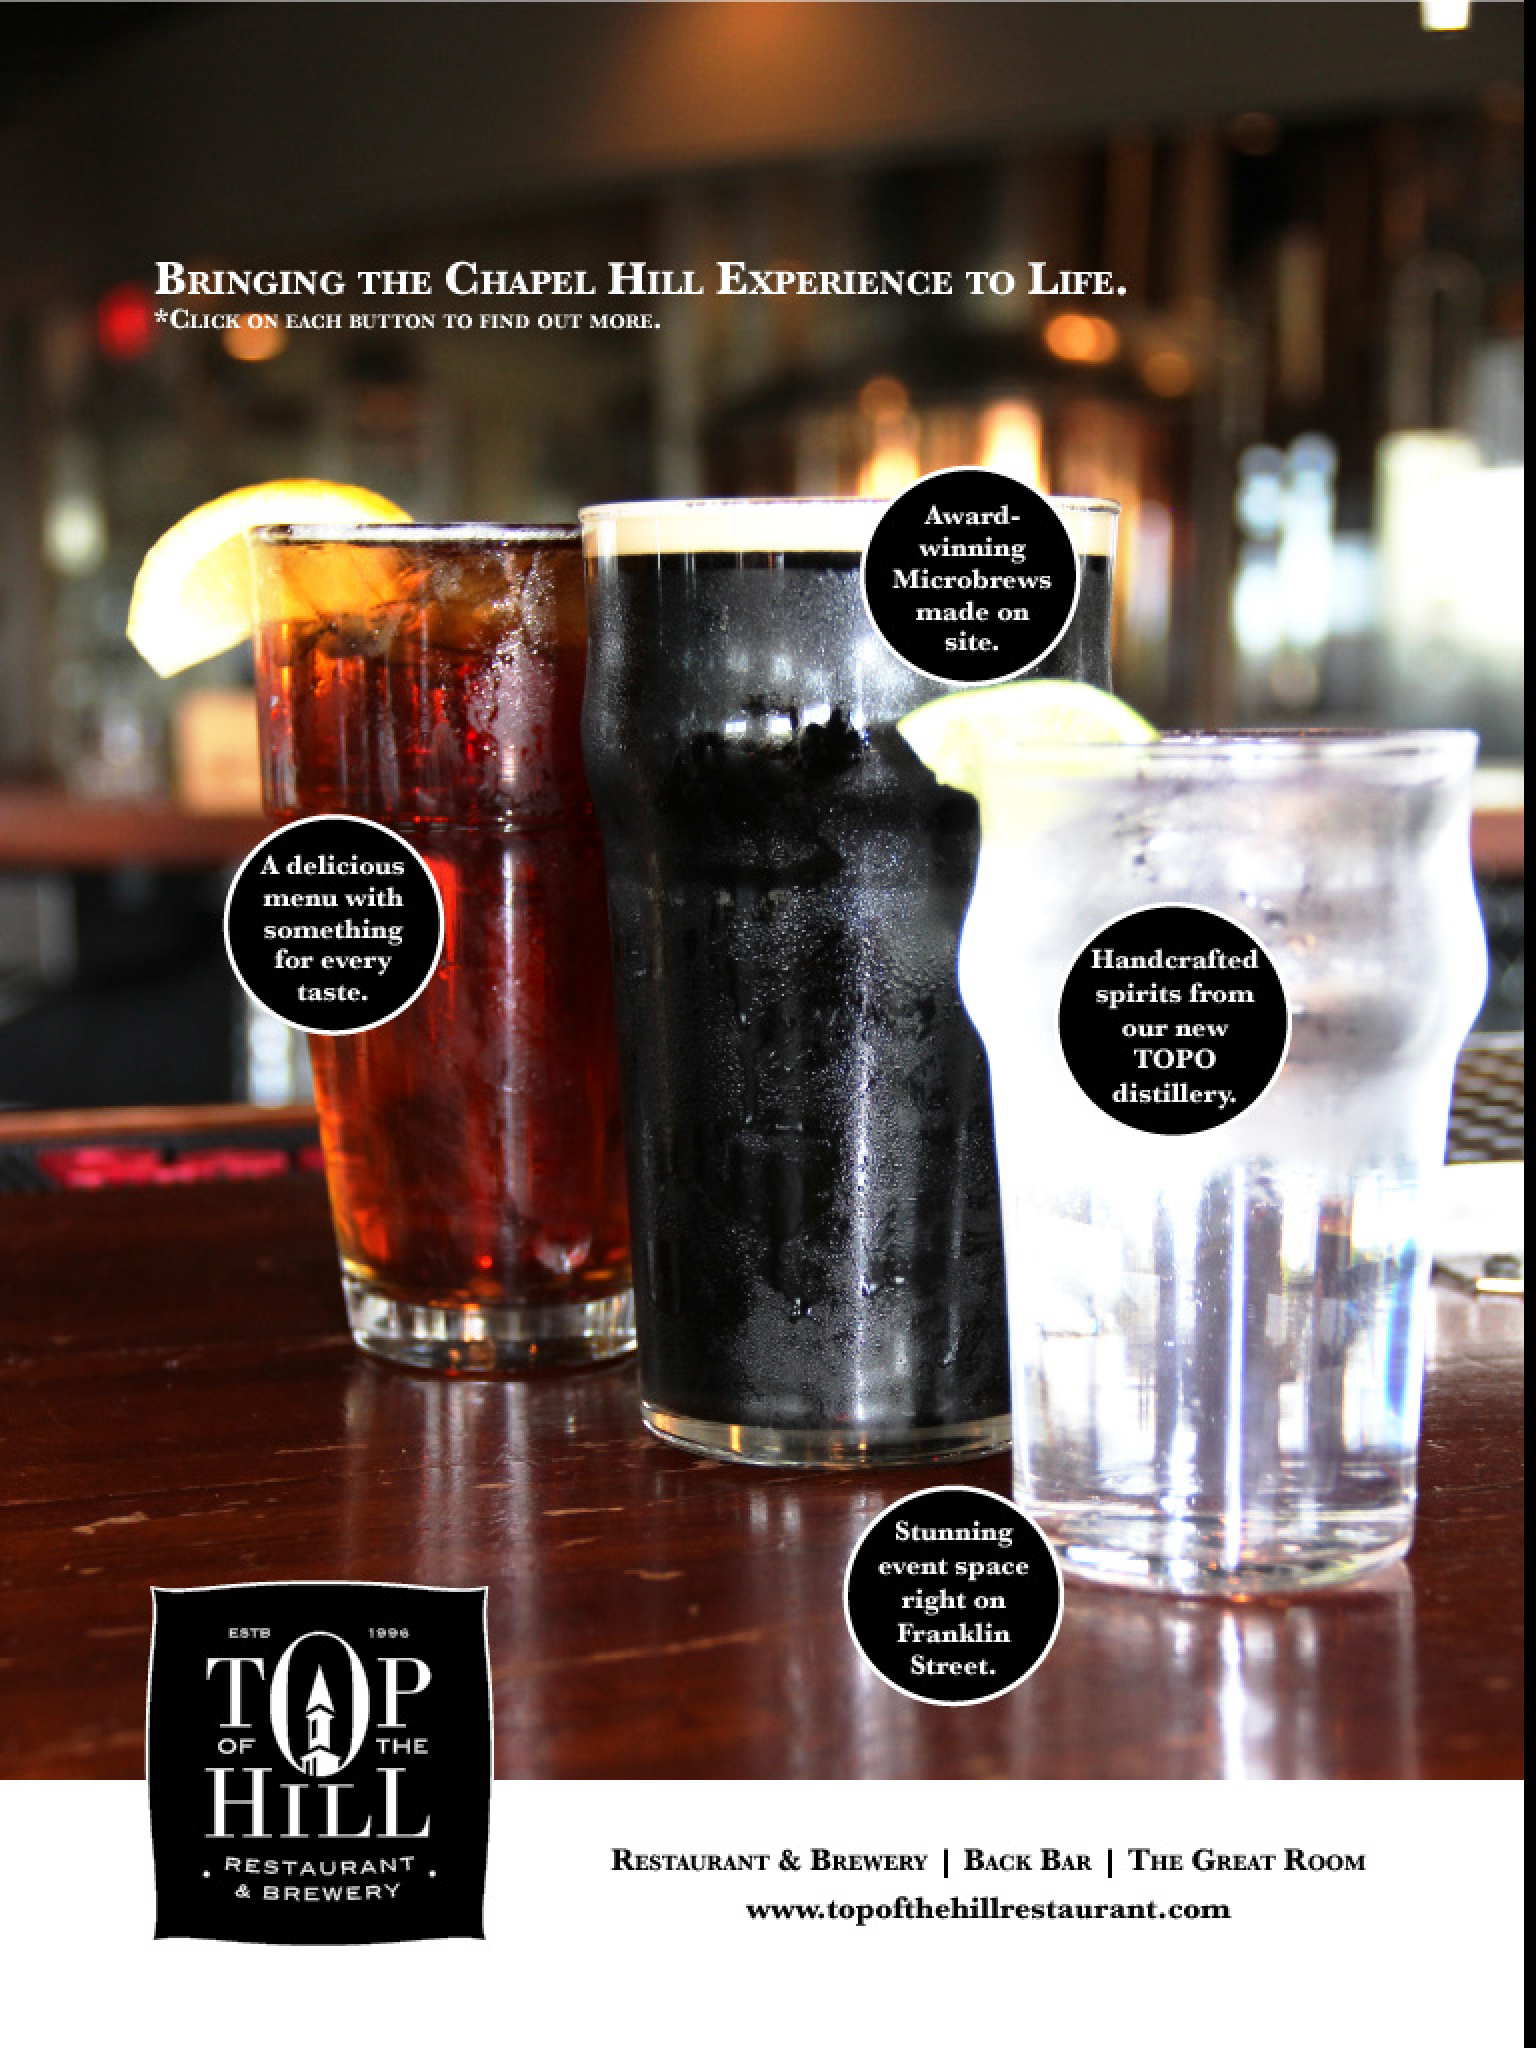 Bringing the Chapel Hill Experience to Life.
*Click on each button to find out more.
Award-
winning
Microbrews
made on
site.
A delicious
menu with
something
for every
taste.
Handcrafted
spirits from
our new
TOPO
distillery.
Stunning
event space
right on
Franklin
Street.
ESTB 1996
TOP
OF THE
HILL
RESTAURANT
& BREWERY
Restaurant & Brewery | Back Bar | The Great Room
www.topofthehillrestaurant.com